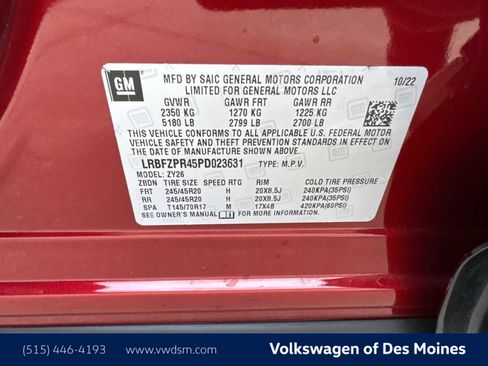 GM
MFD BY SAIC GENERAL MOTORS CORPORATION 10/22
LIMITED FOR GENERAL MOTORS LLC
GVWR GAWR FRT GAWR RR
2350 KG 1270 KG 1225 KG
5180 LB 2799 LB 2700 LB
THIS VEHICLE CONFORMS TO ALL APPLICABLE U.S. FEDERAL MOTOR
VEHICLE SAFETY AND THEFT PREVENTION STANDARDS IN EFFECT ON
THE DATE OF MANUFACTURE SHOWN ABOVE.
LRBFZPR45PD023631 TYPE: M.P.V.
MODEL: ZY26
ZBDN TIRE SIZE SPEED RTG RIM COLD TIRE PRESSURE
FRT 245/45R20 H 20X8.5J 240KPA(35PSI)
RR 245/45R20 H 20X8.5J 240KPA(35PSI)
SPA T145/70R17 M 17X4B 420KPA(60PSI)
SEE OWNER'S MANUAL FOR MORE INFORMATION.
(515) 446-4193 www.vwdsm.com Volkswagen of Des Moines